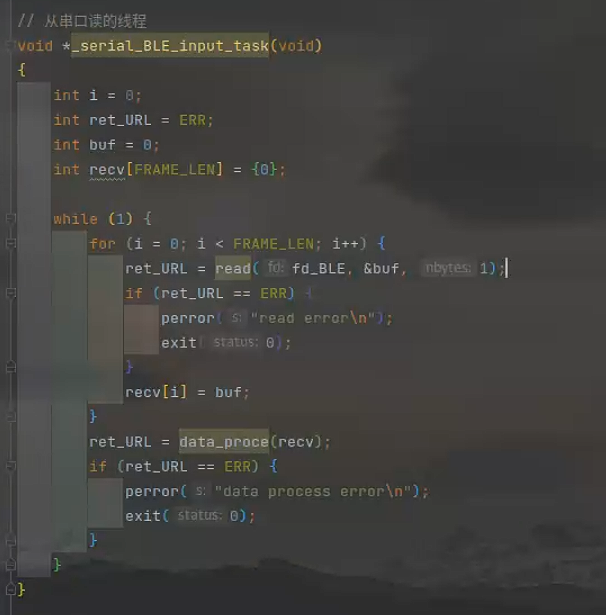 // 从串口读的线程
void *_serial_BLE_input_task(void)
{
    int i = 0;
    int ret_URL = ERR;
    int buf = 0;
    int recv[FRAME_LEN] = {0};

    while (1) {
        for (i = 0; i < FRAME_LEN; i++) {
            ret_URL = read( fd: fd_BLE, &buf, nbytes: 1);
            if (ret_URL == ERR) {
                perror( s: "read error\n");
                exit( status: 0);
            }
            recv[i] = buf;
        }
        ret_URL = data_proce(recv);
        if (ret_URL == ERR) {
            perror( s: "data process error\n");
            exit( status: 0);
        }
    }
}